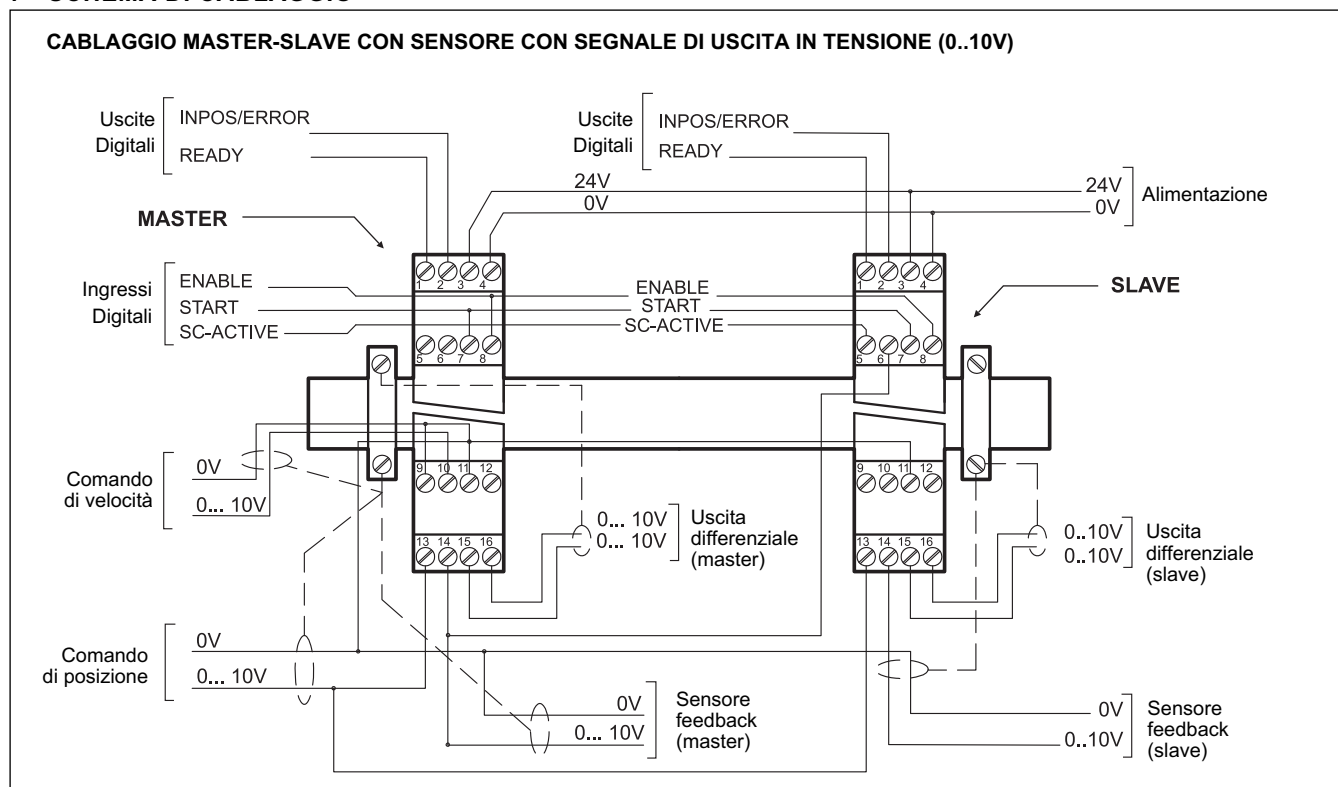 CABLAGGIO MASTER-SLAVE CON SENSORE CON SEGNALE DI USCITA IN TENSIONE (0..10V)
Uscite
Digitali
INPOS/ERROR
READY
Uscite
Digitali
INPOS/ERROR
READY
24V
0V
24V
0V
Alimentazione
MASTER
1 2 3 4
1 2 3 4
SLAVE
Ingressi
Digitali
ENABLE
START
SC-ACTIVE
ENABLE
START
SC-ACTIVE
5 6 7 8
5 6 7 8
Comando
di velocità
0V
0... 10V
9 10 11 12
9 10 11 12
13 14 15 16
13 14 15 16
0... 10V
0... 10V
Uscita
differenziale
(master)
0..10V
0..10V
Uscita
differenziale
(slave)
Comando
di posizione
0V
0... 10V
0V
0... 10V
Sensore
feedback
(master)
0V
0..10V
Sensore
feedback
(slave)